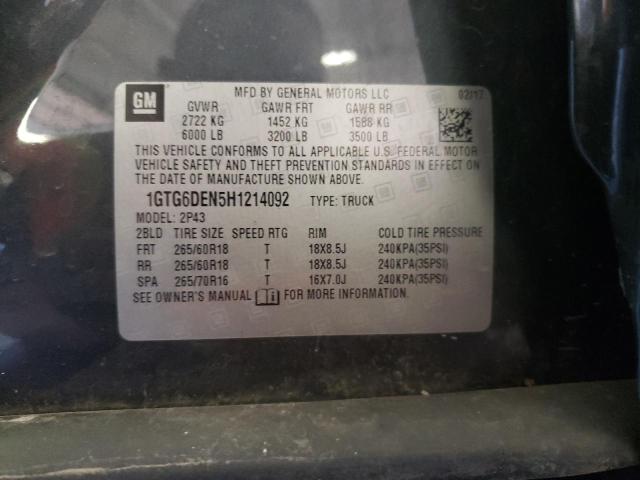 GM
MFD BY GENERAL MOTORS LLC 02/17
GVWR GAWR FRT GAWR RR
2722 KG 1452 KG 1588 KG
6000 LB 3200 LB 3500 LB
THIS VEHICLE CONFORMS TO ALL APPLICABLE U.S. FEDERAL MOTOR
VEHICLE SAFETY AND THEFT PREVENTION STANDARDS IN EFFECT ON
THE DATE OF MANUFACTURE SHOWN ABOVE.
1GTG6DEN5H1214092 TYPE: TRUCK
MODEL: 2P43
2BLD TIRE SIZE SPEED RTG RIM COLD TIRE PRESSURE
FRT 265/60R18 T 18X8.5J 240KPA(35PSI)
RR 265/60R18 T 18X8.5J 240KPA(35PSI)
SPA 265/70R16 T 16X7.0J 240KPA(35PSI)
SEE OWNER'S MANUAL FOR MORE INFORMATION.